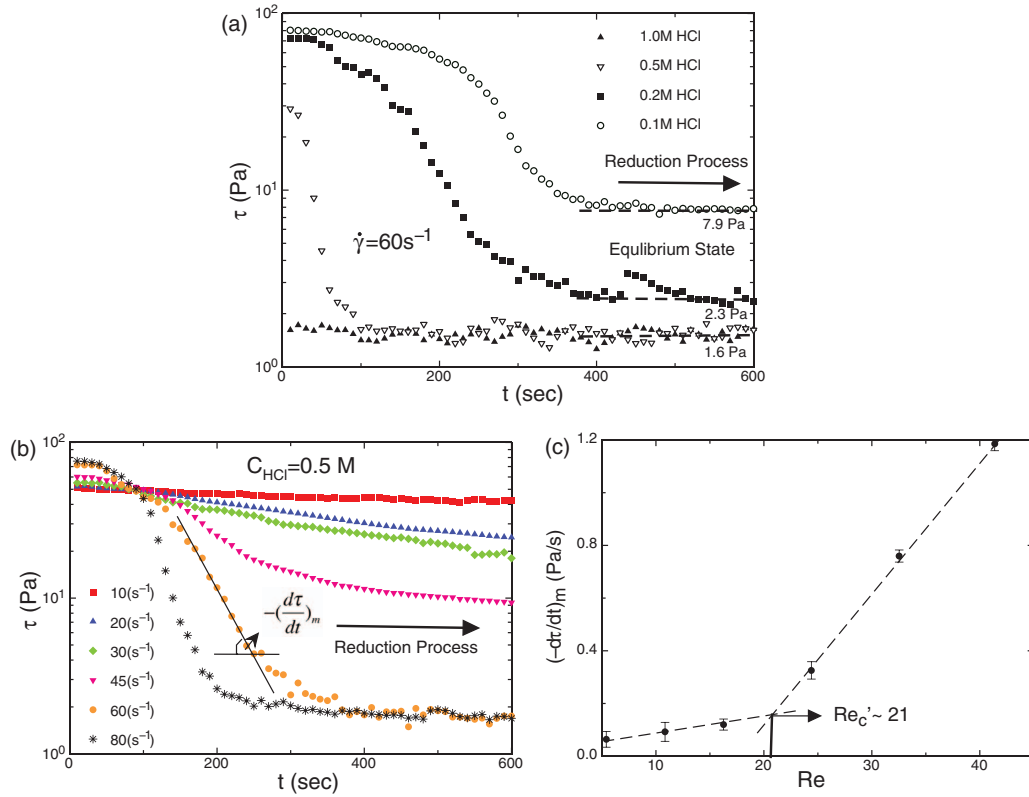 (a)
10²
10¹
10⁰
τ (Pa)
1.0M HCl
0.5M HCl
0.2M HCl
0.1M HCl
Reduction Process
7.9 Pa
γ̇=60s⁻¹
Equlibrium State
2.3 Pa
1.6 Pa
0 200 400 600
t (sec)
(b)
10²
10¹
10⁰
τ (Pa)
C_HCl=0.5 M
10(s⁻¹)
20(s⁻¹)
30(s⁻¹)
45(s⁻¹)
60(s⁻¹)
80(s⁻¹)
−(dτ/dt)ₘ
Reduction Process
0 200 400 600
t (sec)
(c)
1.2
0.8
0.4
0.0
(−dτ/dt)ₘ (Pa/s)
Re_c'~ 21
10 20 30 40
Re